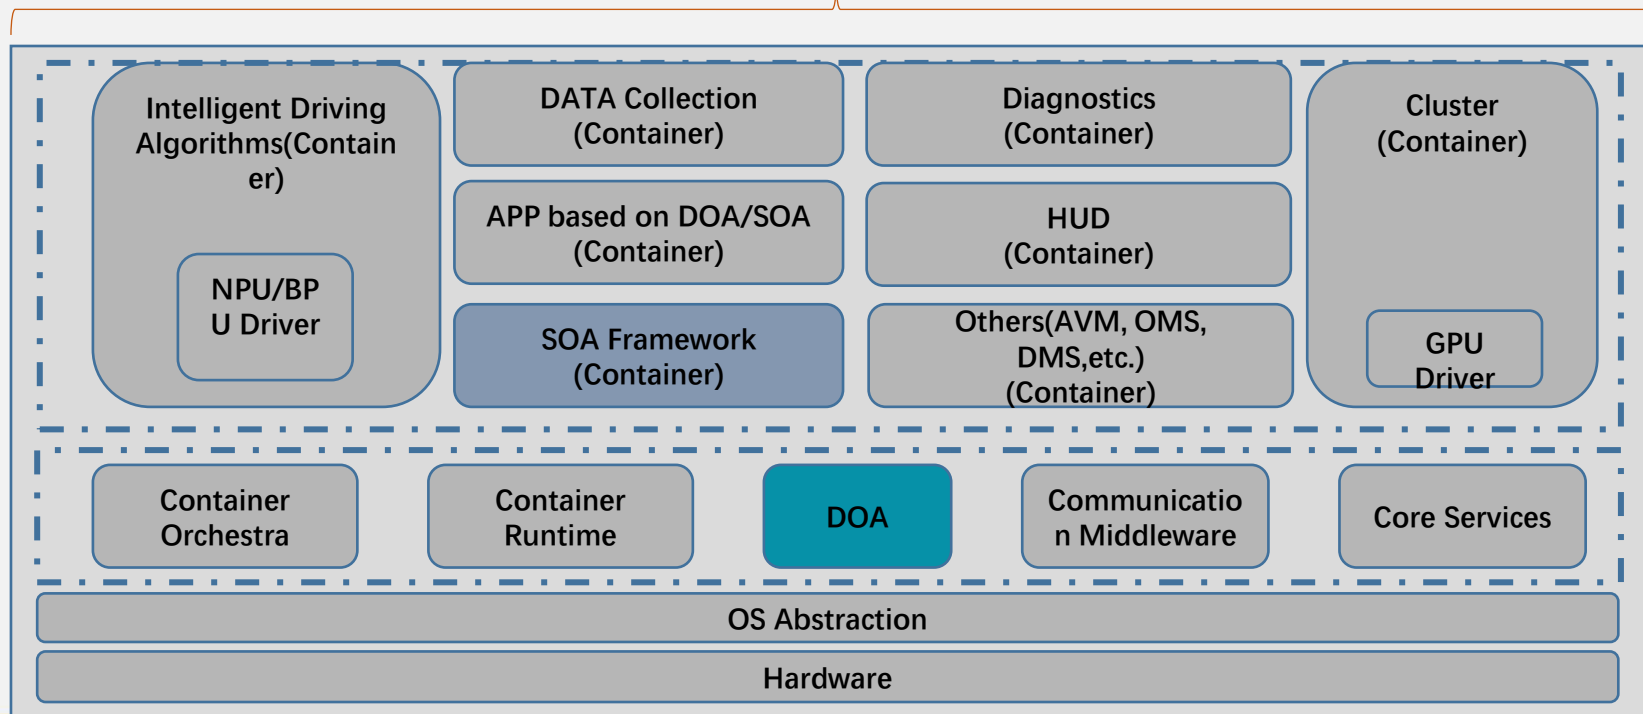 Intelligent Driving
Algorithms(Contain
er)
NPU/BP
U Driver
DATA Collection
(Container)
APP based on DOA/SOA
(Container)
SOA Framework
(Container)
Diagnostics
(Container)
HUD
(Container)
Others(AVM, OMS,
DMS,etc.)
(Container)
Cluster
(Container)
GPU
Driver
Container
Orchestra
Container
Runtime
DOA
Communicatio
n Middleware
Core Services
OS Abstraction
Hardware